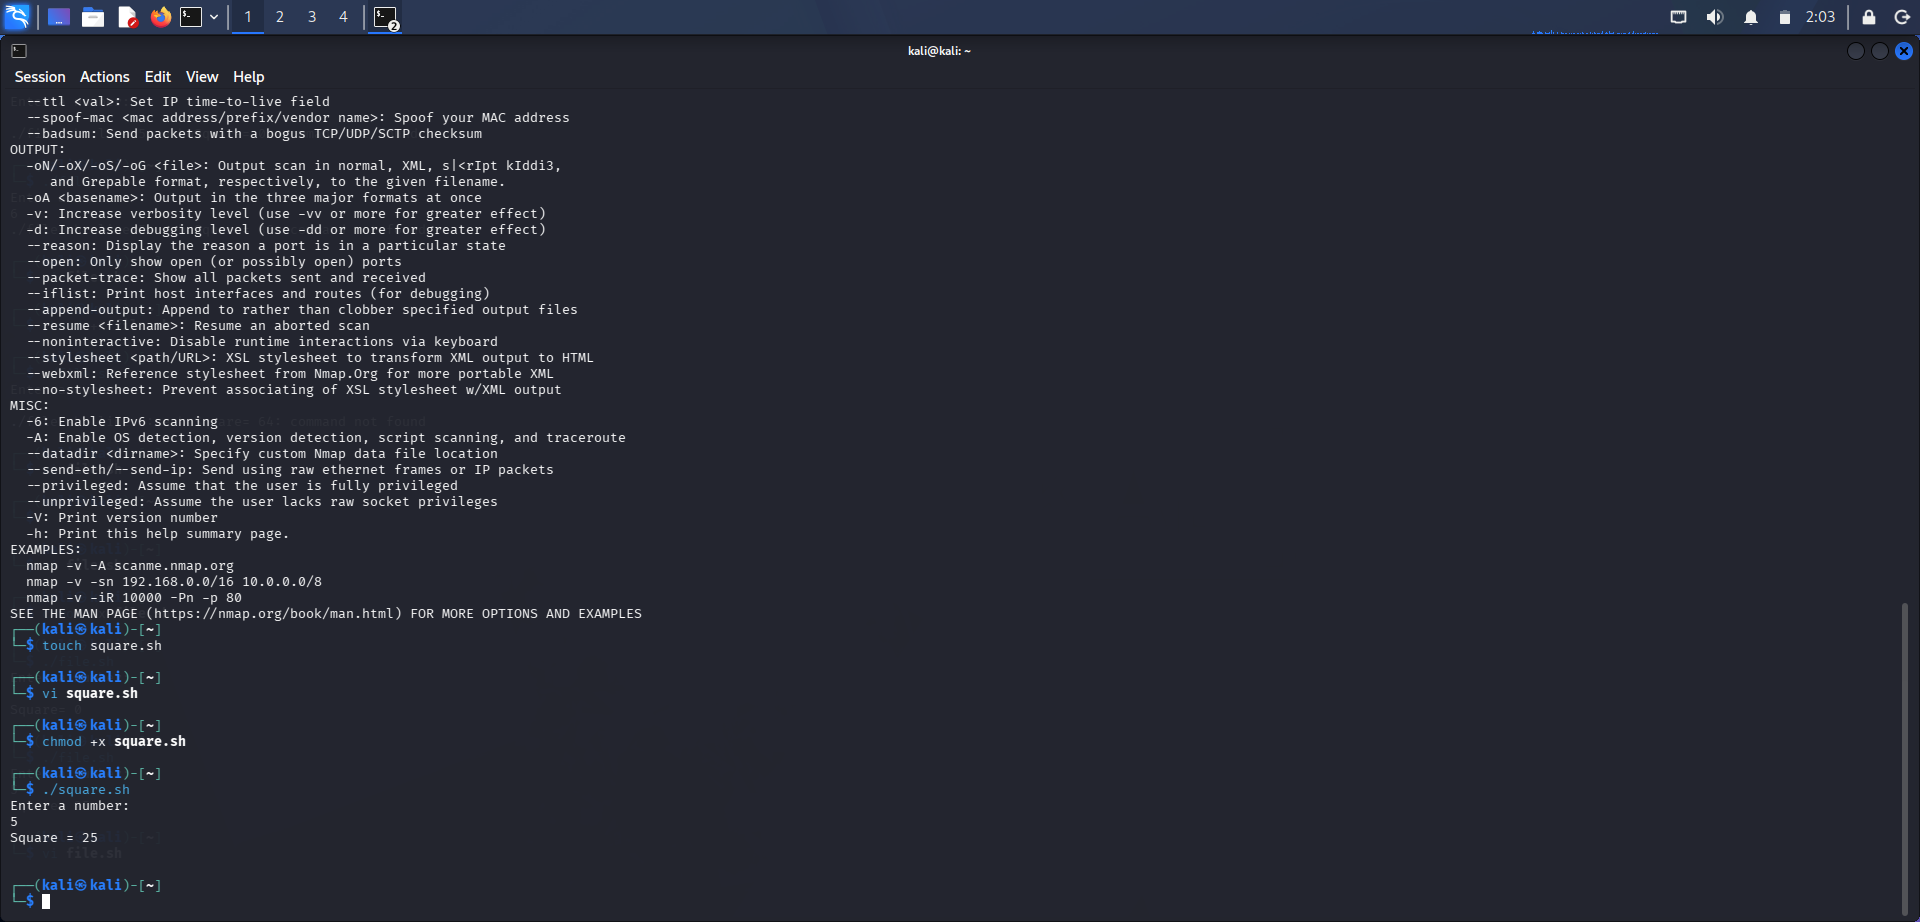 1 2 3 4 2 2:03
kali@kali: ~
Session Actions Edit View Help
--ttl <val>: Set IP time-to-live field
--spoof-mac <mac address/prefix/vendor name>: Spoof your MAC address
--badsum: Send packets with a bogus TCP/UDP/SCTP checksum
OUTPUT:
-oN/-oX/-oS/-oG <file>: Output scan in normal, XML, s|<rIpt kIddi3,
and Grepable format, respectively, to the given filename.
-oA <basename>: Output in the three major formats at once
-v: Increase verbosity level (use -vv or more for greater effect)
-d: Increase debugging level (use -dd or more for greater effect)
--reason: Display the reason a port is in a particular state
--open: Only show open (or possibly open) ports
--packet-trace: Show all packets sent and received
--iflist: Print host interfaces and routes (for debugging)
--append-output: Append to rather than clobber specified output files
--resume <filename>: Resume an aborted scan
--noninteractive: Disable runtime interactions via keyboard
--stylesheet <path/URL>: XSL stylesheet to transform XML output to HTML
--webxml: Reference stylesheet from Nmap.Org for more portable XML
--no-stylesheet: Prevent associating of XSL stylesheet w/XML output
MISC:
-6: Enable IPv6 scanning
-A: Enable OS detection, version detection, script scanning, and traceroute
--datadir <dirname>: Specify custom Nmap data file location
--send-eth/--send-ip: Send using raw ethernet frames or IP packets
--privileged: Assume that the user is fully privileged
--unprivileged: Assume the user lacks raw socket privileges
-V: Print version number
-h: Print this help summary page.
EXAMPLES:
nmap -v -A scanme.nmap.org
nmap -v -sn 192.168.0.0/16 10.0.0.0/8
nmap -v -iR 10000 -Pn -p 80
SEE THE MAN PAGE (https://nmap.org/book/man.html) FOR MORE OPTIONS AND EXAMPLES
┌──(kali㉿kali)-[~]
└─$ touch square.sh
┌──(kali㉿kali)-[~]
└─$ vi square.sh
┌──(kali㉿kali)-[~]
└─$ chmod +x square.sh
┌──(kali㉿kali)-[~]
└─$ ./square.sh
Enter a number:
5
Square = 25
file.sh
┌──(kali㉿kali)-[~]
└─$